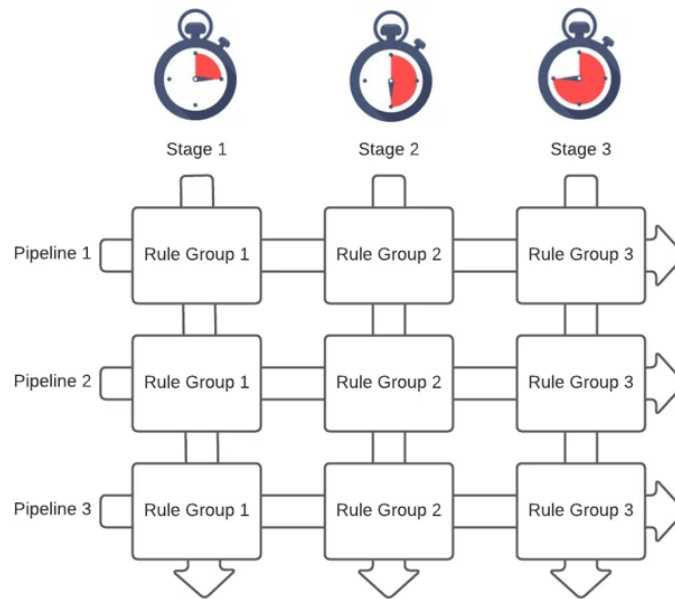 Stage 1
Stage 2
Stage 3
Pipeline 1
Rule Group 1
Rule Group 2
Rule Group 3
Pipeline 2
Rule Group 1
Rule Group 2
Rule Group 3
Pipeline 3
Rule Group 1
Rule Group 2
Rule Group 3